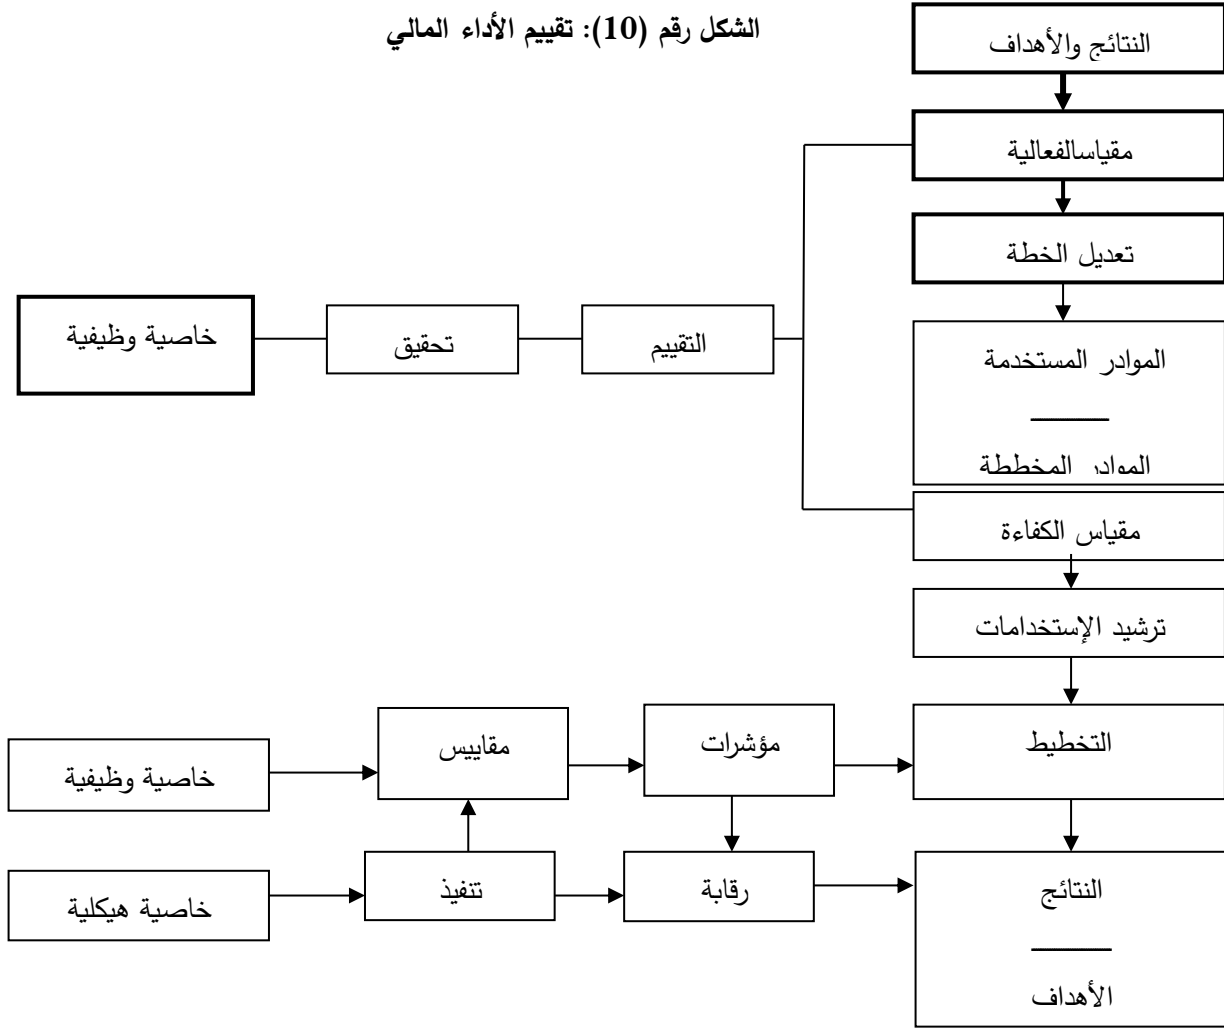 الشكل رقم (10): تقييم الأداء المالي
النتائج والأهداف
مقياسالفعالية
تعديل الخطة
خاصية وظيفية
تحقيق
التقييم
الموادر المستخدمة
الموادر المخططة
مقياس الكفاءة
ترشيد الإستخدامات
خاصية وظيفية
مقاييس
مؤشرات
التخطيط
خاصية هيكلية
تنفيذ
رقابة
النتائج
الأهداف